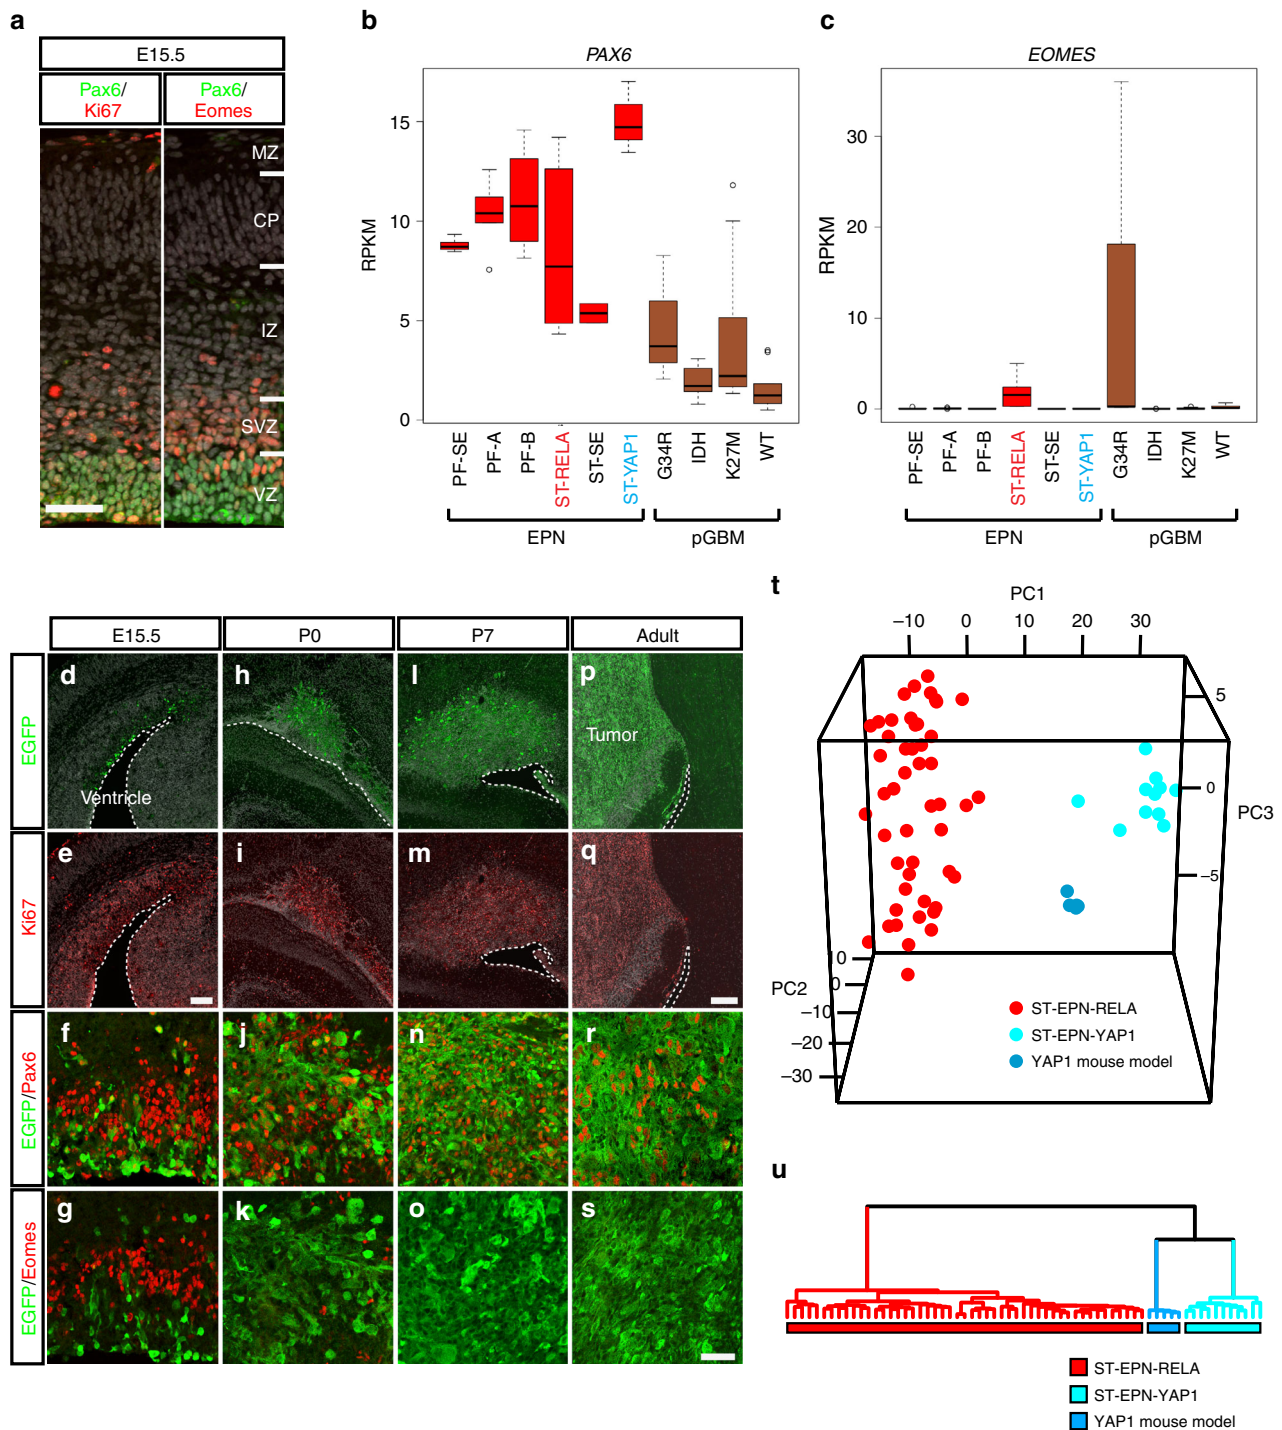 a
E15.5
Pax6/
Ki67
Pax6/
Eomes
MZ
CP
IZ
SVZ
VZ
b
PAX6
RPKM
15
10
5
0
PF-SE
PF-A
PF-B
ST-RELA
ST-SE
ST-YAP1
G34R
IDH
K27M
WT
EPN
pGBM
c
EOMES
RPKM
30
20
10
0
PF-SE
PF-A
PF-B
ST-RELA
ST-SE
ST-YAP1
G34R
IDH
K27M
WT
EPN
pGBM
E15.5
P0
P7
Adult
EGFP
d
Ventricle
h
l
p
Tumor
Ki67
e
i
m
q
EGFP/Pax6
f
j
n
r
EGFP/Eomes
g
k
o
s
t
PC1
−10
0
10
20
30
5
0
−5
PC3
PC2
10
0
−10
−20
−30
ST-EPN-RELA
ST-EPN-YAP1
YAP1 mouse model
u
ST-EPN-RELA
ST-EPN-YAP1
YAP1 mouse model